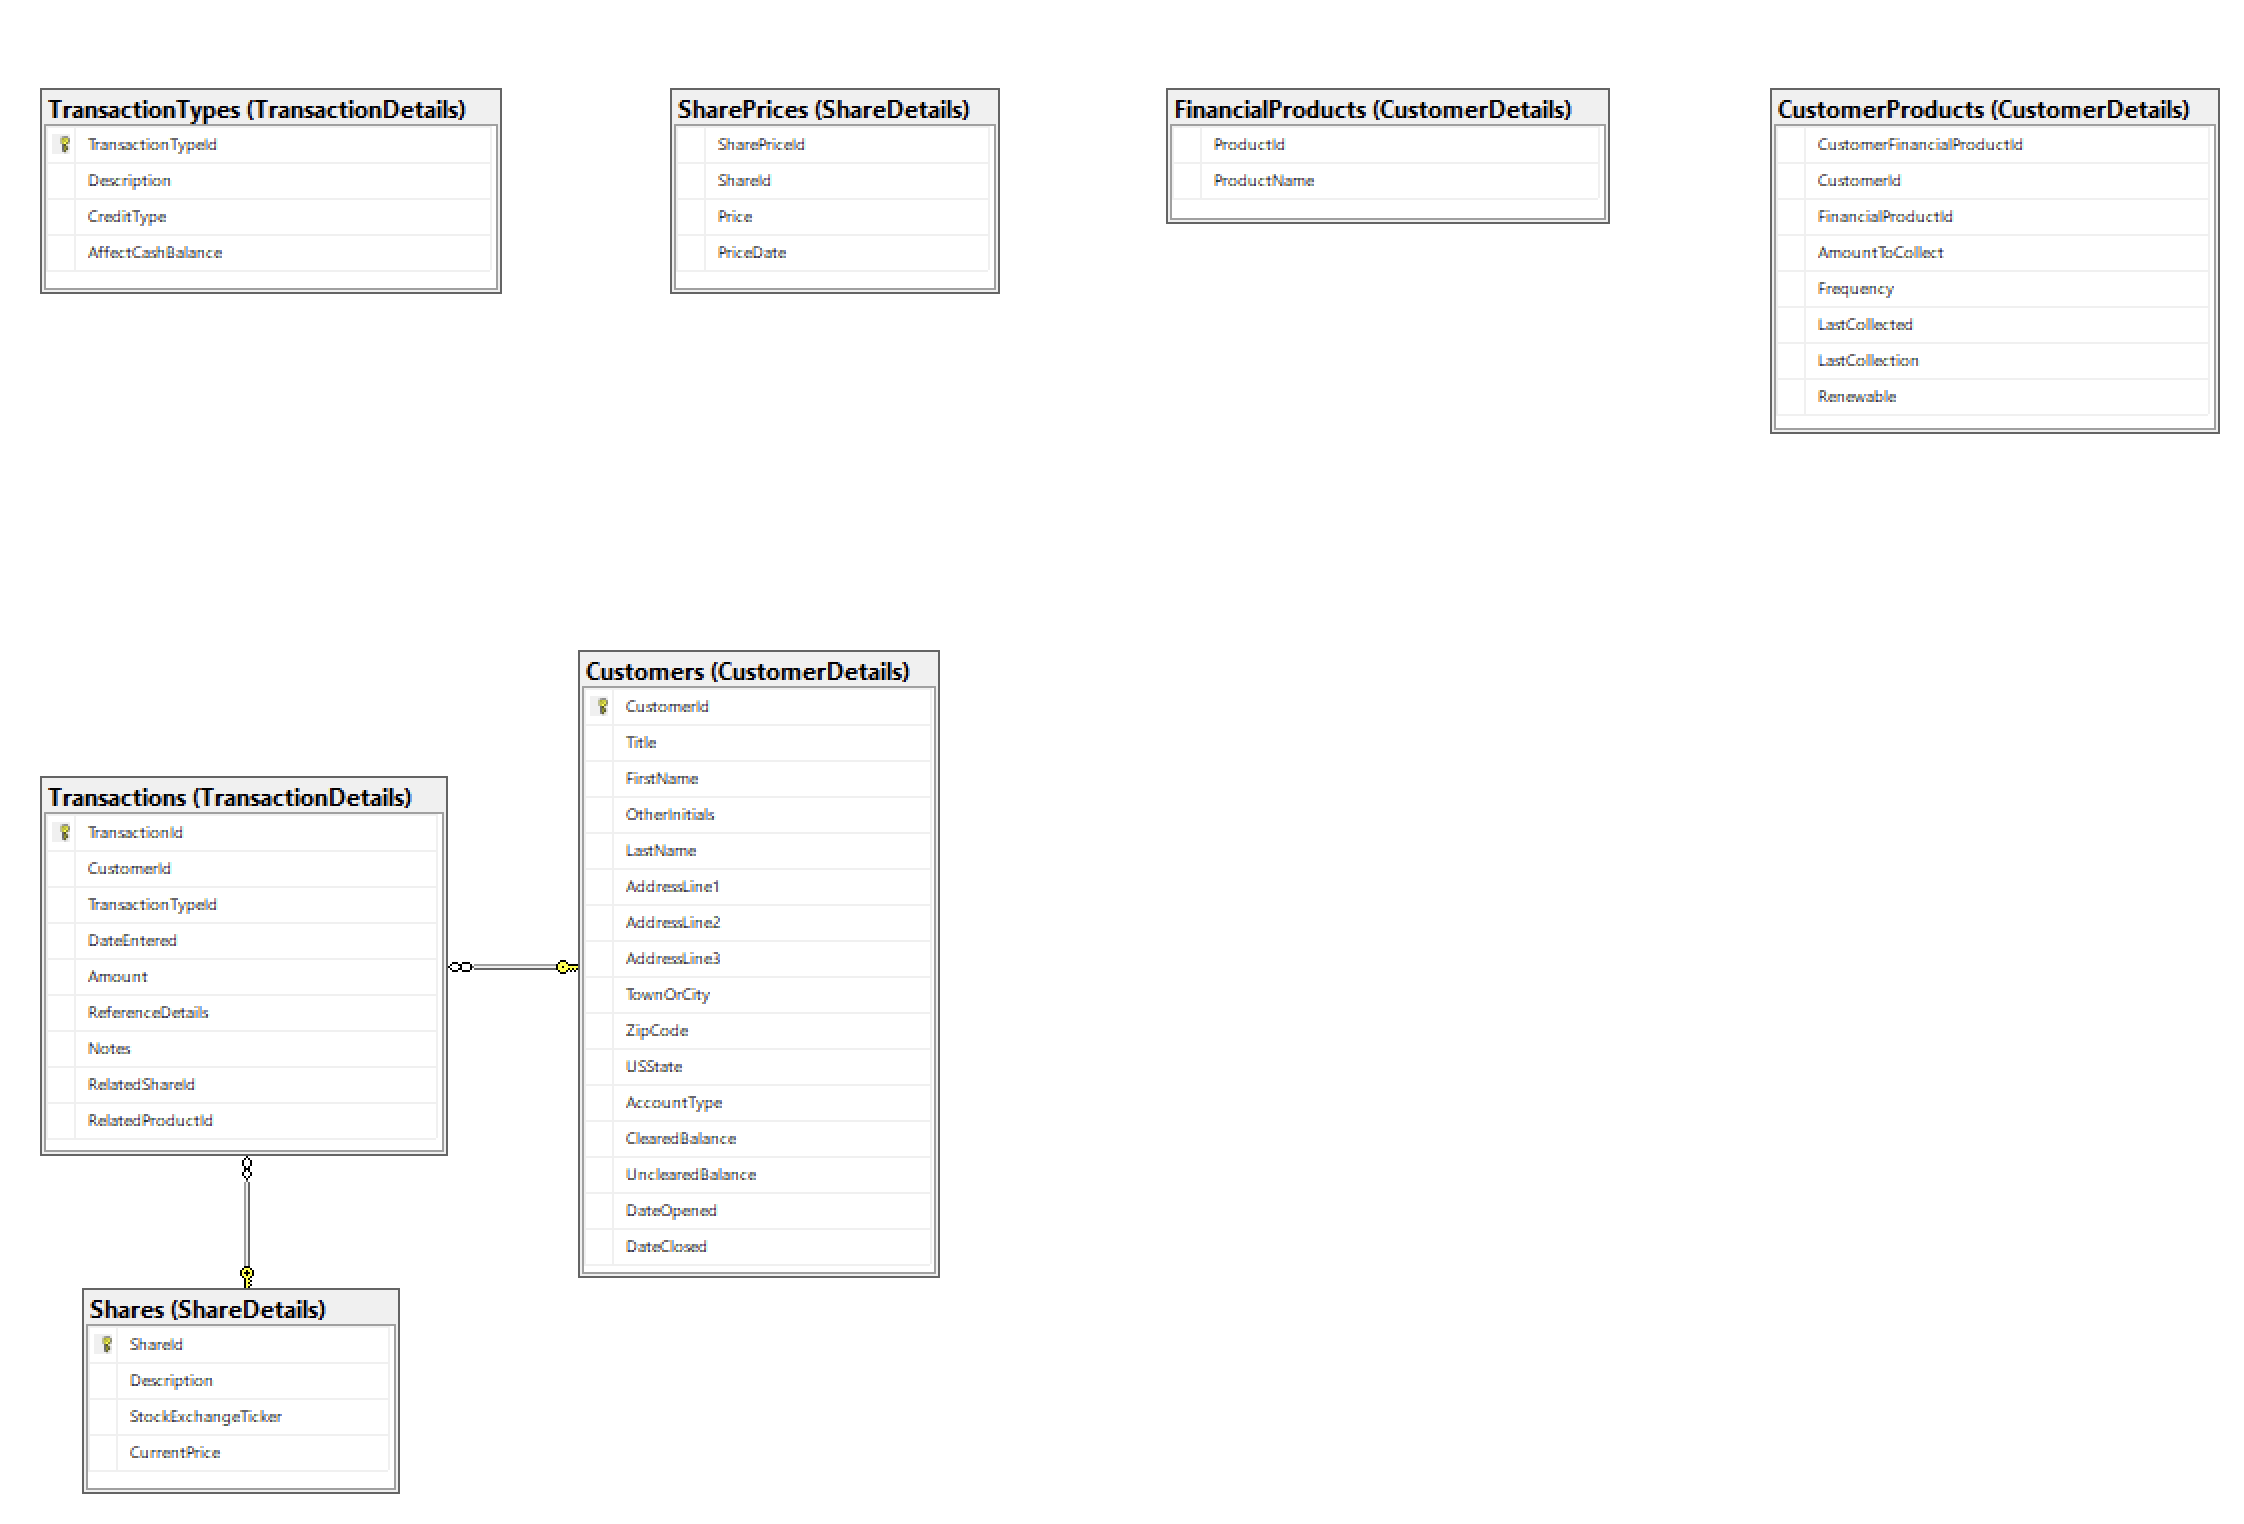 TransactionTypes (TransactionDetails)
TransactionTypeId
Description
CreditType
AffectCashBalance
SharePrices (ShareDetails)
SharePriceId
ShareId
Price
PriceDate
FinancialProducts (CustomerDetails)
ProductId
ProductName
CustomerProducts (CustomerDetails)
CustomerFinancialProductId
CustomerId
FinancialProductId
AmountToCollect
Frequency
LastCollected
LastCollection
Renewable
Transactions (TransactionDetails)
TransactionId
CustomerId
TransactionTypeId
DateEntered
Amount
ReferenceDetails
Notes
RelatedShareId
RelatedProductId
Customers (CustomerDetails)
CustomerId
Title
FirstName
OtherInitials
LastName
AddressLine1
AddressLine2
AddressLine3
TownOrCity
ZipCode
USState
AccountType
ClearedBalance
UnclearedBalance
DateOpened
DateClosed
Shares (ShareDetails)
ShareId
Description
StockExchangeTicker
CurrentPrice